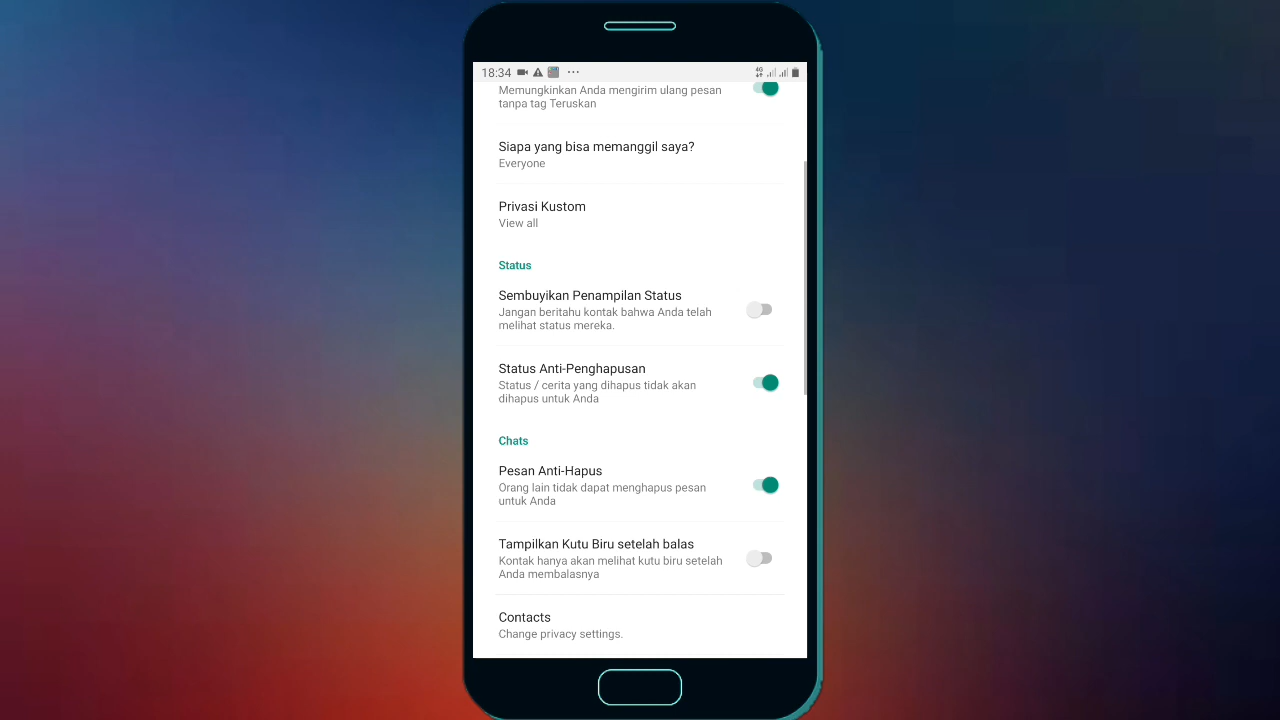 18:34
4G
Memungkinkan Anda mengirim ulang pesan
tanpa tag Teruskan
Siapa yang bisa memanggil saya?
Everyone
Privasi Kustom
View all
Status
Sembuyikan Penampilan Status
Jangan beritahu kontak bahwa Anda telah
melihat status mereka.
Status Anti-Penghapusan
Status / cerita yang dihapus tidak akan
dihapus untuk Anda
Chats
Pesan Anti-Hapus
Orang lain tidak dapat menghapus pesan
untuk Anda
Tampilkan Kutu Biru setelah balas
Kontak hanya akan melihat kutu biru setelah
Anda membalasnya
Contacts
Change privacy settings.